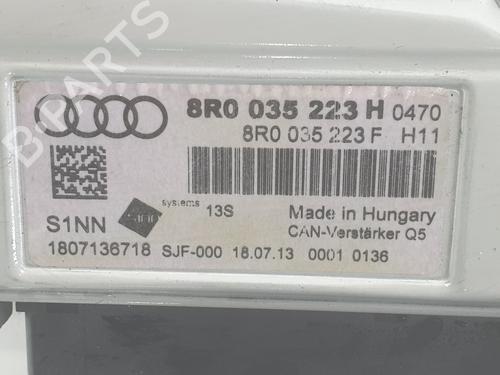 8R0 035 223 H 0470
8R0 035 223 F H11
systems 13S
S1NN
Made in Hungary
CAN-Verstärker Q5
1807136718 SJF-000 18.07.13 0001 0136
B-PARTS